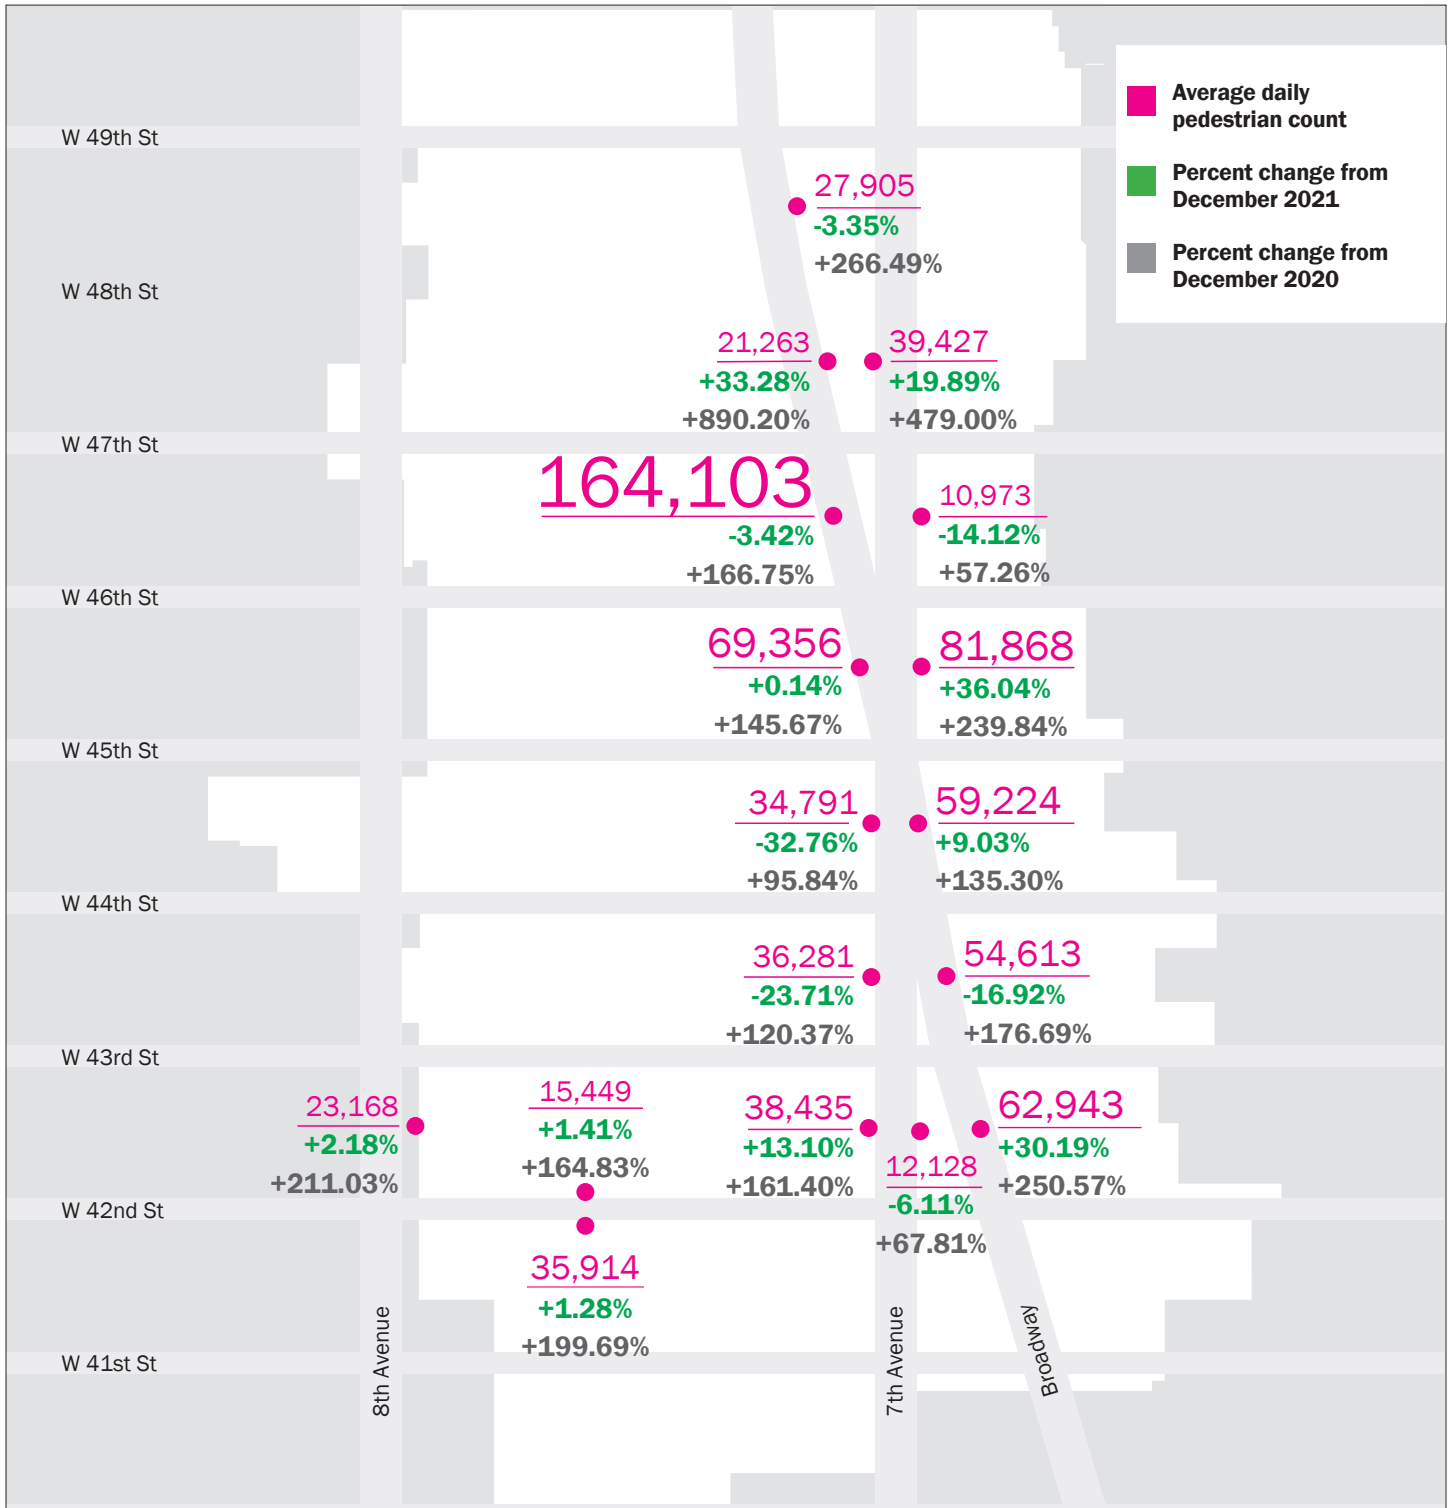 Average daily
pedestrian count
Percent change from
December 2021
Percent change from
December 2020
W 49th St
27,905
-3.35%
+266.49%
W 48th St
21,263
+33.28%
+890.20%
39,427
+19.89%
+479.00%
W 47th St
164,103
-3.42%
+166.75%
10,973
-14.12%
+57.26%
W 46th St
69,356
+0.14%
+145.67%
81,868
+36.04%
+239.84%
W 45th St
34,791
-32.76%
+95.84%
59,224
+9.03%
+135.30%
W 44th St
36,281
-23.71%
+120.37%
54,613
-16.92%
+176.69%
W 43rd St
23,168
+2.18%
+211.03%
15,449
+1.41%
+164.83%
38,435
+13.10%
+161.40%
12,128
-6.11%
+67.81%
62,943
+30.19%
+250.57%
W 42nd St
35,914
+1.28%
+199.69%
W 41st St
8th Avenue
7th Avenue
Broadway